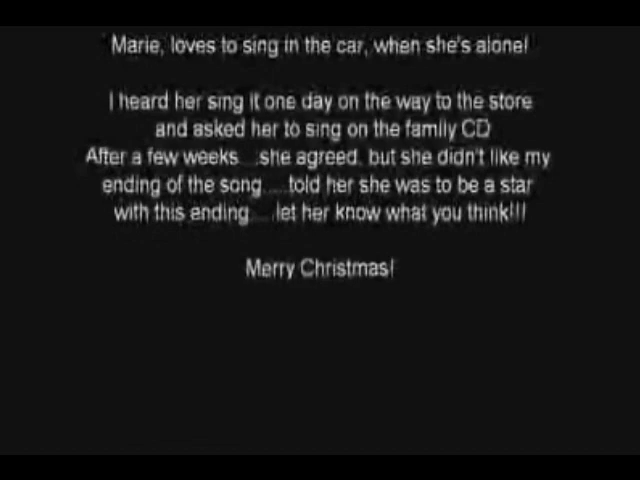 Marie, loves to sing in the car, when she's alone!
I heard her sing it one day on the way to the store
and asked her to sing on the family CD
After a few weeks....she agreed, but she didn't like my
ending of the song.....told her she was to be a star
with this ending.....let her know what you think!!!
Merry Christmas!